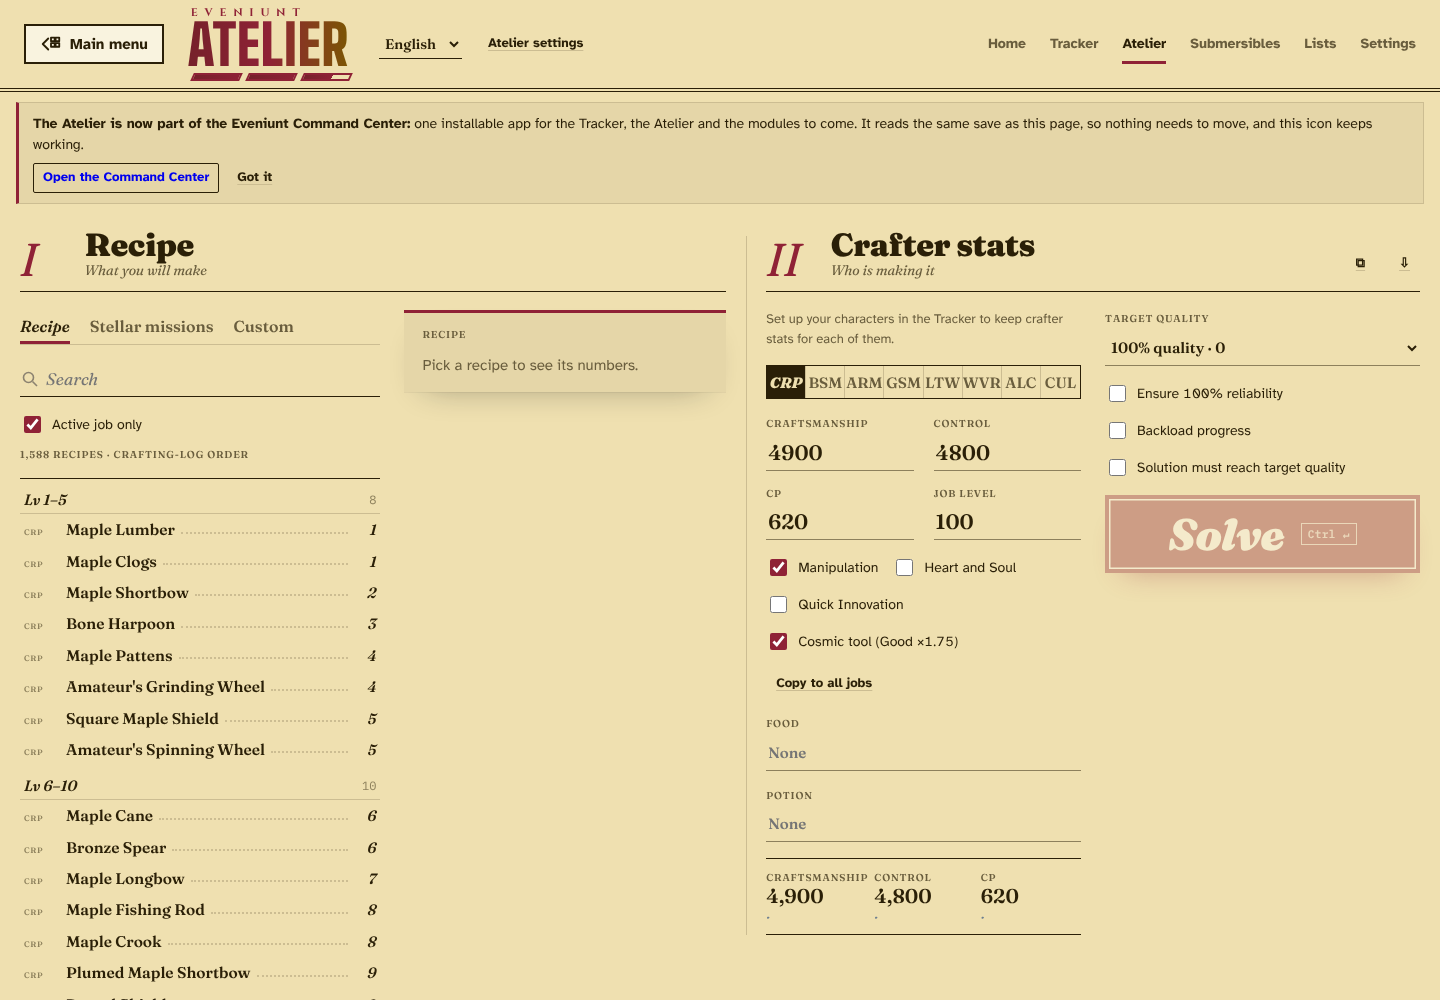 Main menu
EVENIUNT
ATELIER
English
Atelier settings
Home
Tracker
Atelier
Submersibles
Lists
Settings
The Atelier is now part of the Eveniunt Command Center: one installable app for the Tracker, the Atelier and the modules to come. It reads the same save as this page, so nothing needs to move, and this icon keeps
working.
Open the Command Center
Got it
I
Recipe
What you will make
Recipe
Stellar missions
Custom
Search
Active job only
1,588 RECIPES · CRAFTING-LOG ORDER
Lv 1–5 8
CRP Maple Lumber 1
CRP Maple Clogs 1
CRP Maple Shortbow 2
CRP Bone Harpoon 3
CRP Maple Pattens 4
CRP Amateur's Grinding Wheel 4
CRP Square Maple Shield 5
CRP Amateur's Spinning Wheel 5
Lv 6–10 10
CRP Maple Cane 6
CRP Bronze Spear 6
CRP Maple Longbow 7
CRP Maple Fishing Rod 8
CRP Maple Crook 8
CRP Plumed Maple Shortbow 9
RECIPE
Pick a recipe to see its numbers.
II
Crafter stats
Who is making it
Set up your characters in the Tracker to keep crafter
stats for each of them.
CRP BSM ARM GSM LTW WVR ALC CUL
CRAFTSMANSHIP CONTROL
4900 4800
CP JOB LEVEL
620 100
Manipulation Heart and Soul
Quick Innovation
Cosmic tool (Good ×1.75)
Copy to all jobs
FOOD
None
POTION
None
CRAFTSMANSHIP CONTROL CP
4,900 4,800 620
· · ·
TARGET QUALITY
100% quality · 0
Ensure 100% reliability
Backload progress
Solution must reach target quality
Solve Ctrl ↵